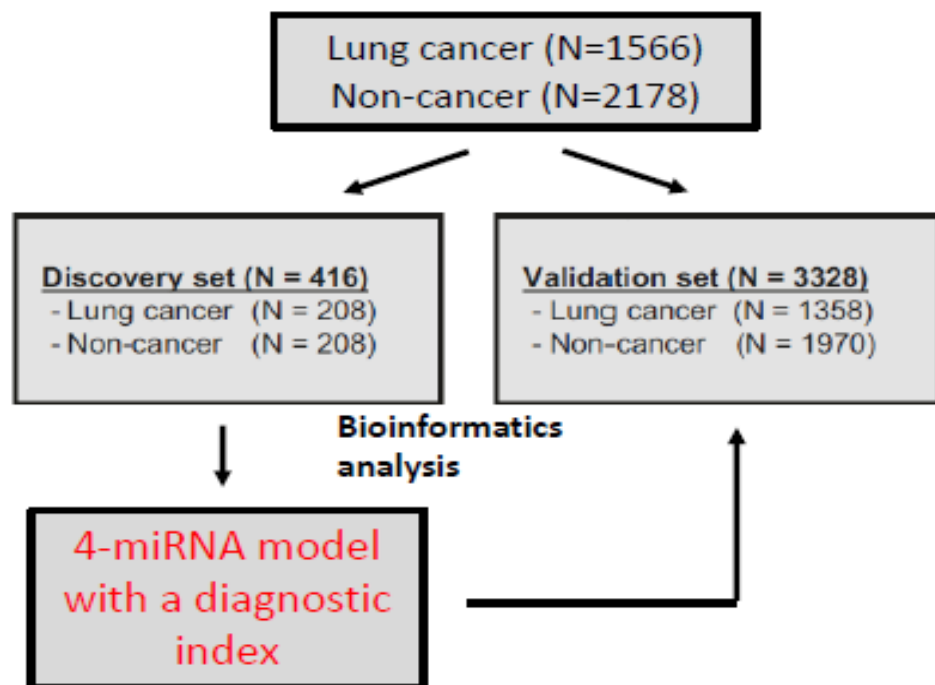 Lung cancer (N=1566)
Non-cancer (N=2178)
Discovery set (N = 416)
- Lung cancer (N = 208)
- Non-cancer (N = 208)
Validation set (N = 3328)
- Lung cancer (N = 1358)
- Non-cancer (N = 1970)
Bioinformatics
analysis
4-miRNA model
with a diagnostic
index